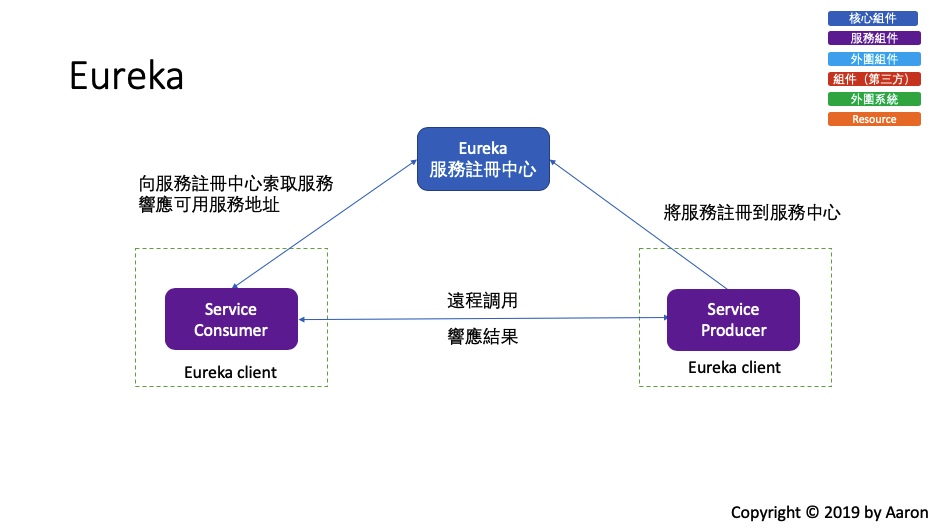 核心組件
服務組件
外圍組件
組件（第三方）
外圍系統
Resource
Eureka
Eureka
服務註冊中心
向服務註冊中心索取服務
響應可用服務地址
將服務註冊到服務中心
Service
Consumer
Eureka client
遠程調用
響應結果
Service
Producer
Eureka client
Copyright © 2019 by Aaron